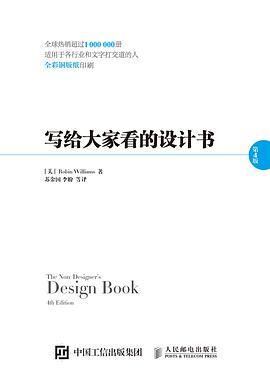 全球热销超过1 000 000册
适用于各行业和文字打交道的人
全彩铜版纸印刷
写给大家看的设计书
第4版
[美] Robin Williams 著
苏金国 李盼 等译
The Non-Designer's
Design Book
4th Edition
中国工信出版集团
人民邮电出版社
POSTS & TELECOM PRESS